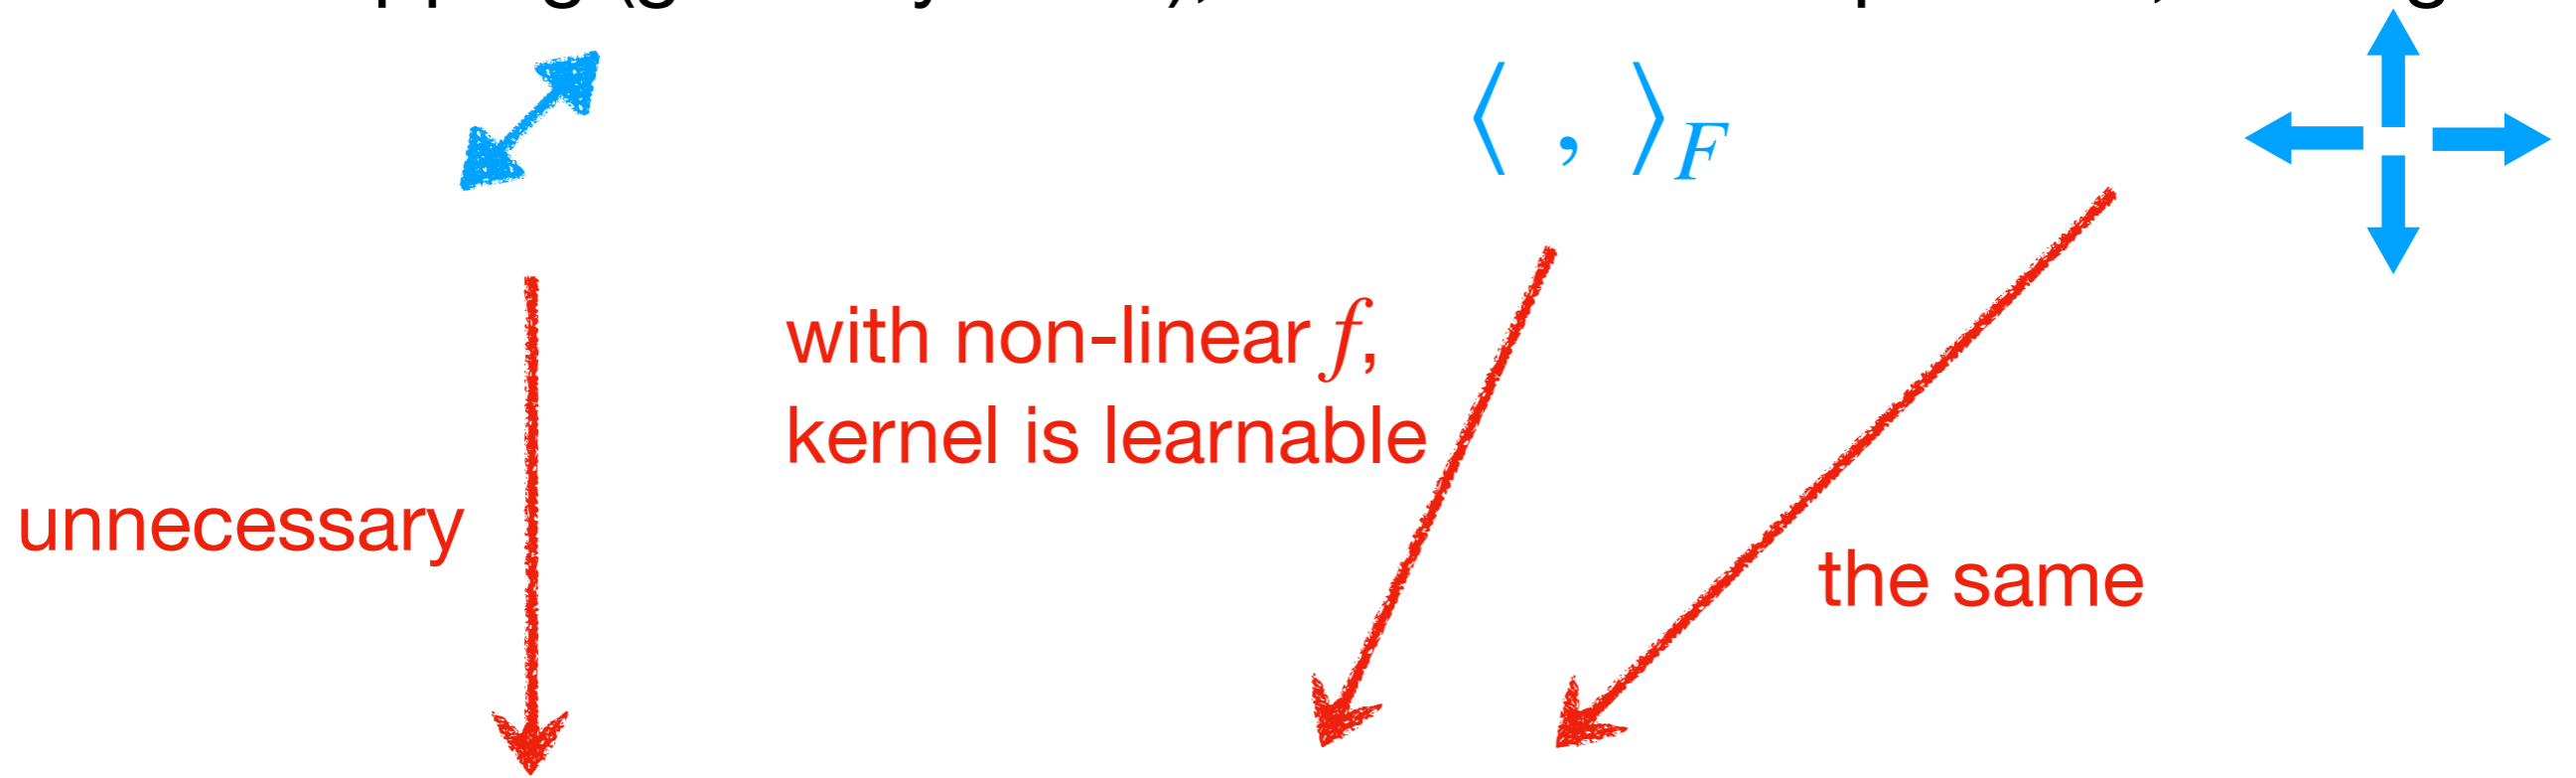 ⟨ , ⟩F
with non-linear f,
kernel is learnable
unnecessary
the same